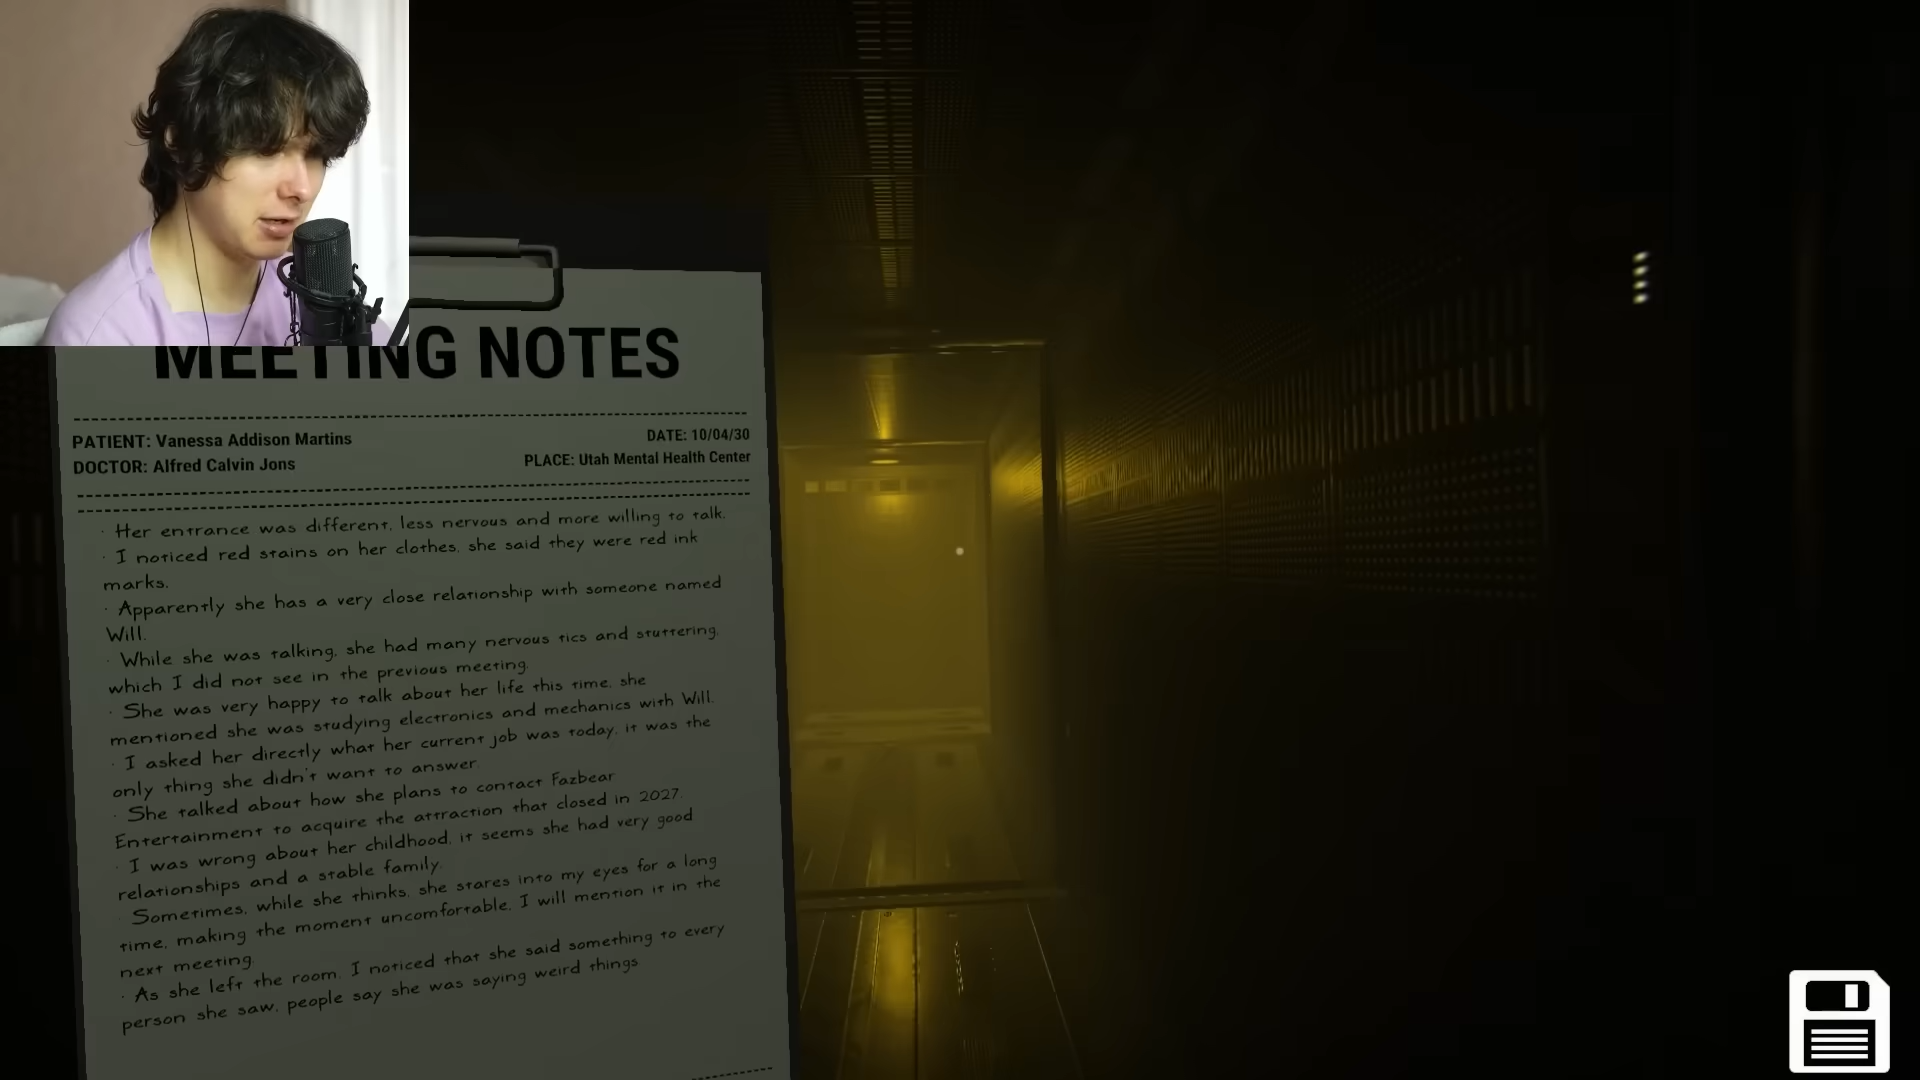 MEETING NOTES
PATIENT: Vanessa Addison Martins
DATE: 10/04/30
DOCTOR: Alfred Calvin Jons
PLACE: Utah Mental Health Center
· Her entrance was different, less nervous and more willing to talk.
· I noticed red stains on her clothes, she said they were red ink
marks.
· Apparently she has a very close relationship with someone named
Will.
· While she was talking, she had many nervous tics and stuttering,
which I did not see in the previous meeting.
· She was very happy to talk about her life this time, she
mentioned she was studying electronics and mechanics with Will.
· I asked her directly what her current job was today, it was the
only thing she didn't want to answer.
· She talked about how she plans to contact Fazbear
Entertainment to acquire the attraction that closed in 2027.
· I was wrong about her childhood, it seems she had very good
relationships and a stable family.
· Sometimes, while she thinks, she stares into my eyes for a long
time, making the moment uncomfortable. I will mention it in the
next meeting.
· As she left the room, I noticed that she said something to every
person she saw, people say she was saying weird things